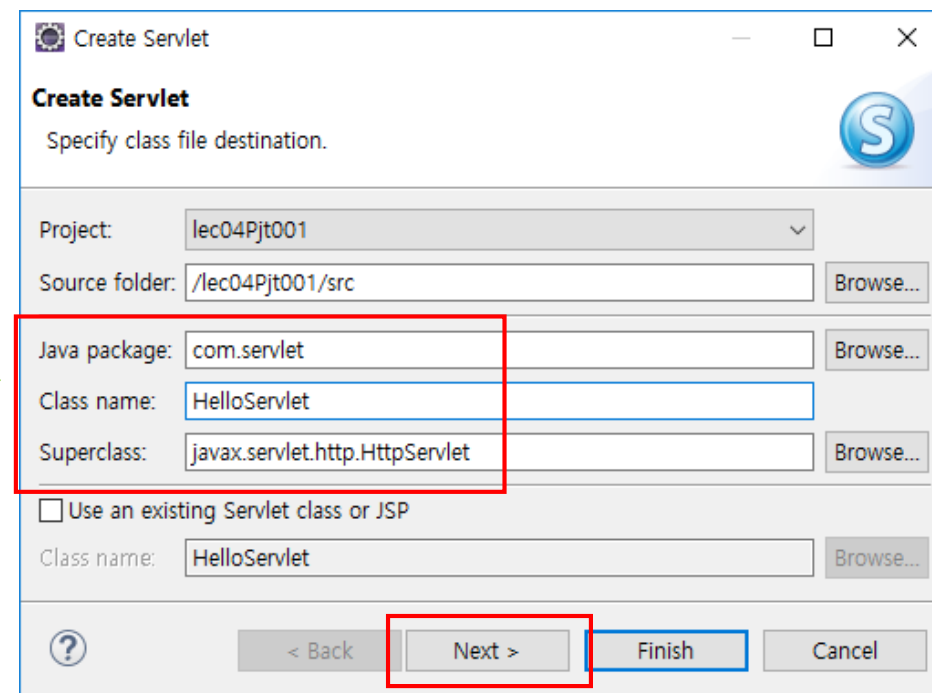 Create Servlet
Create Servlet
Specify class file destination.
Project: lec04Pjt001
Source folder: /lec04Pjt001/src Browse...
Java package: com.servlet Browse...
Class name: HelloServlet
Superclass: javax.servlet.http.HttpServlet Browse...
Use an existing Servlet class or JSP
Class name: HelloServlet Browse...
? < Back Next > Finish Cancel